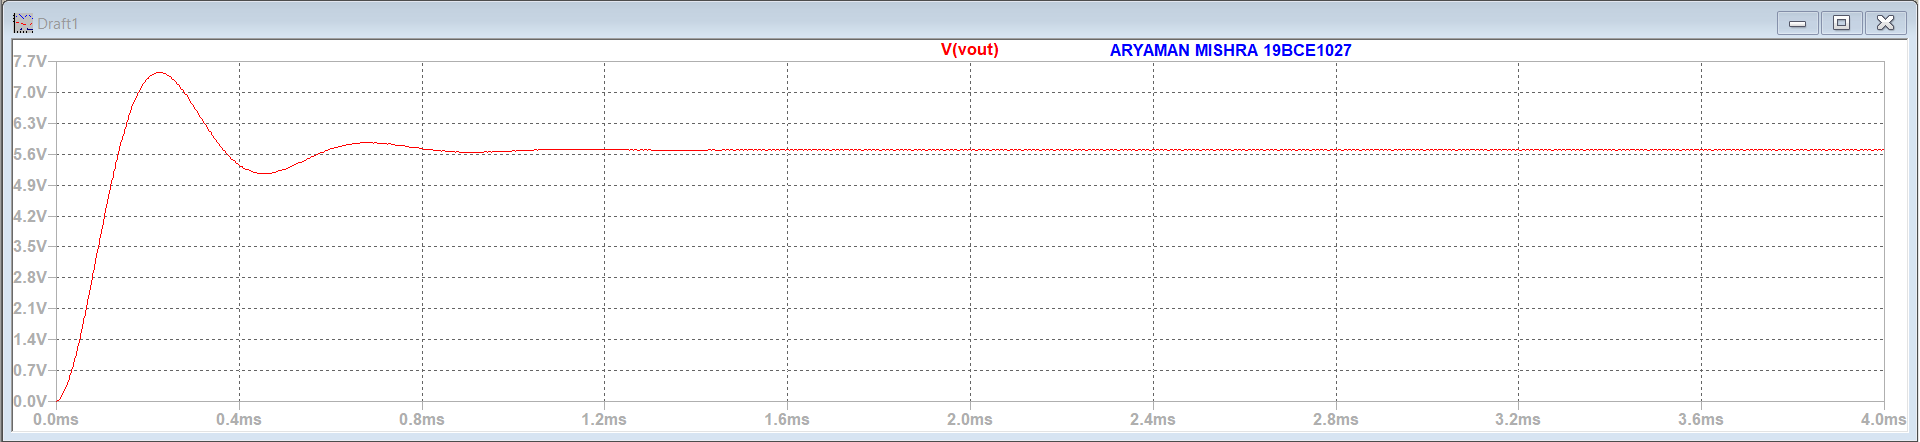 Draft1
V(vout) ARYAMAN MISHRA 19BCE1027
7.7V
7.0V
6.3V
5.6V
4.9V
4.2V
3.5V
2.8V
2.1V
1.4V
0.7V
0.0V
0.0ms 0.4ms 0.8ms 1.2ms 1.6ms 2.0ms 2.4ms 2.8ms 3.2ms 3.6ms 4.0ms